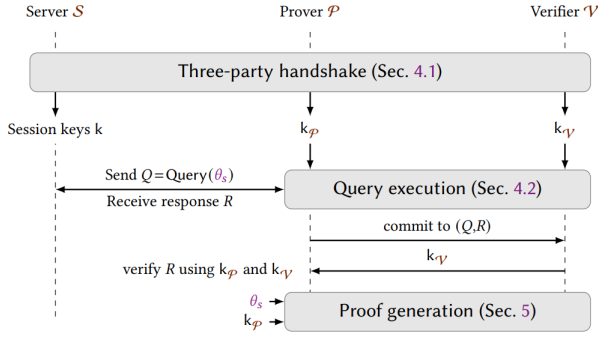 Server 𝒮 Prover 𝒫 Verifier 𝒱
Three-party handshake (Sec. 4.1)
Session keys k k𝒫 k𝒱
Send Q=Query(θₛ)
Receive response R
Query execution (Sec. 4.2)
commit to (Q,R)
k𝒱
verify R using k𝒫 and k𝒱
θₛ
k𝒫
Proof generation (Sec. 5)